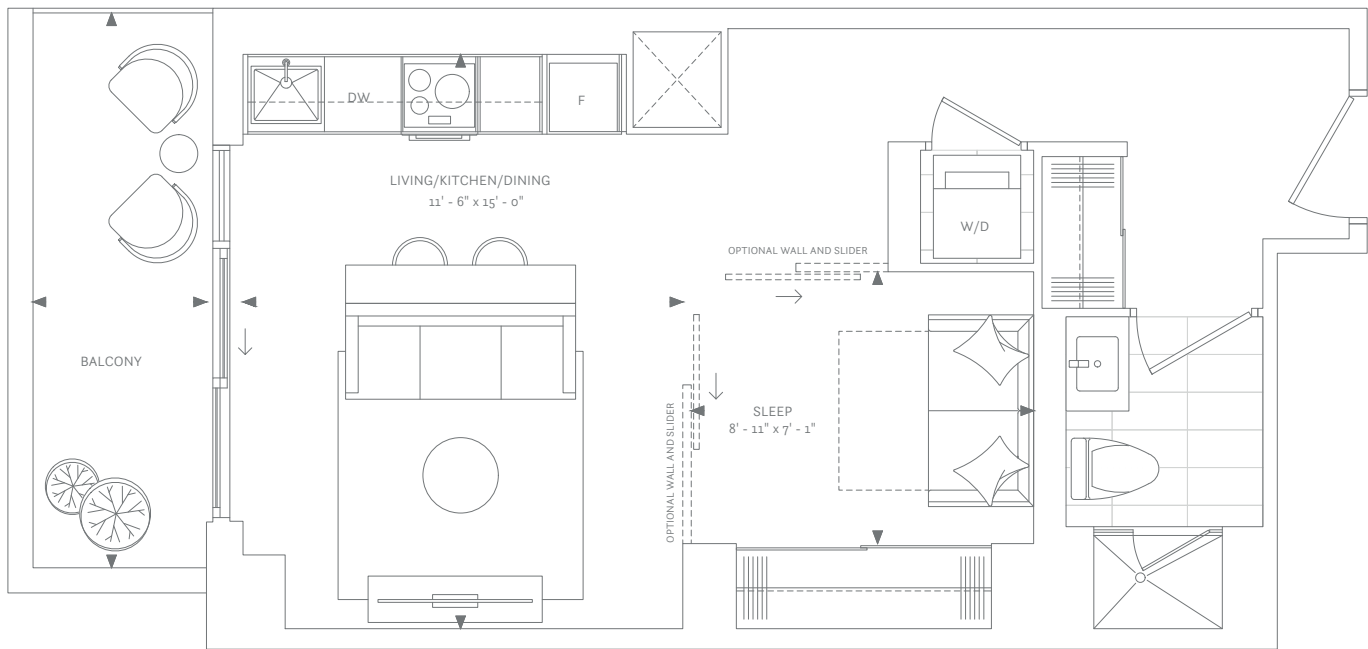 DW
F
LIVING/KITCHEN/DINING
11' - 6" x 15' - 0"
W/D
OPTIONAL WALL AND SLIDER
BALCONY
SLEEP
8' - 11" x 7' - 1"
OPTIONAL WALL AND SLIDER